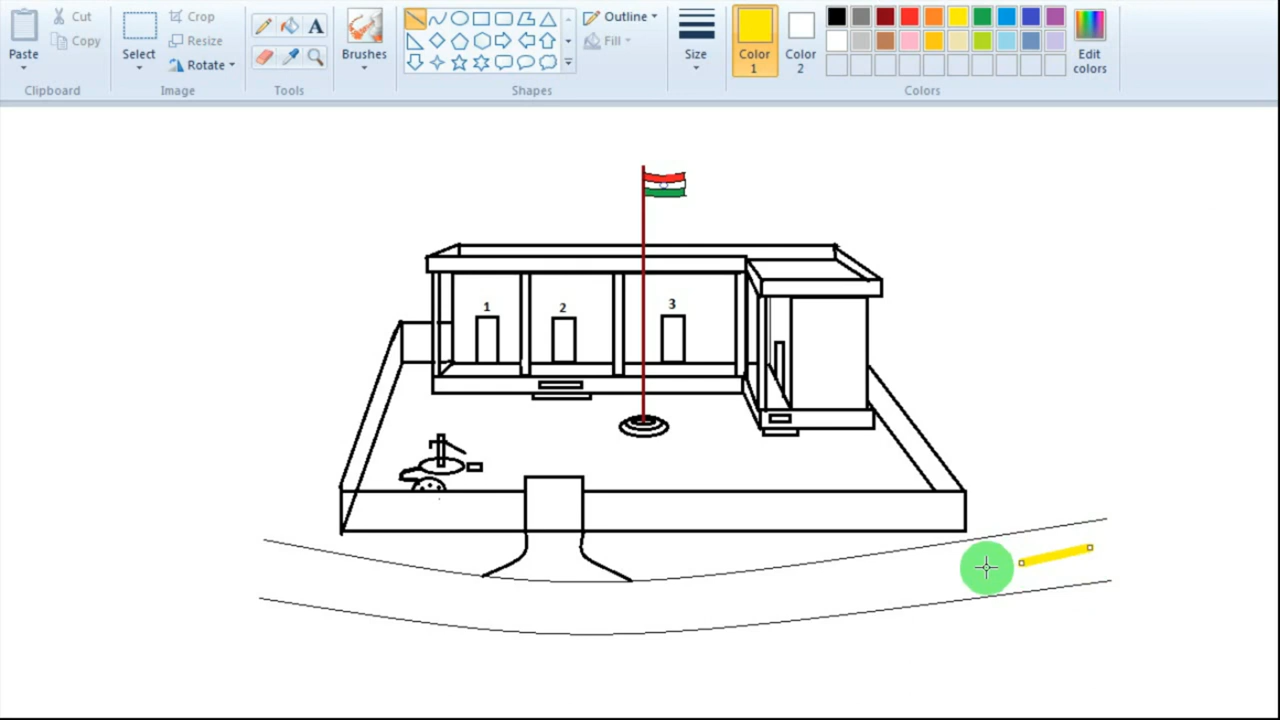 Paste
Cut
Copy
Clipboard
Select
Crop
Resize
Rotate
Image
A
Tools
Brushes
Shapes
Outline
Fill
Size
Color 1
Color 2
Edit colors
Colors
1
2
3